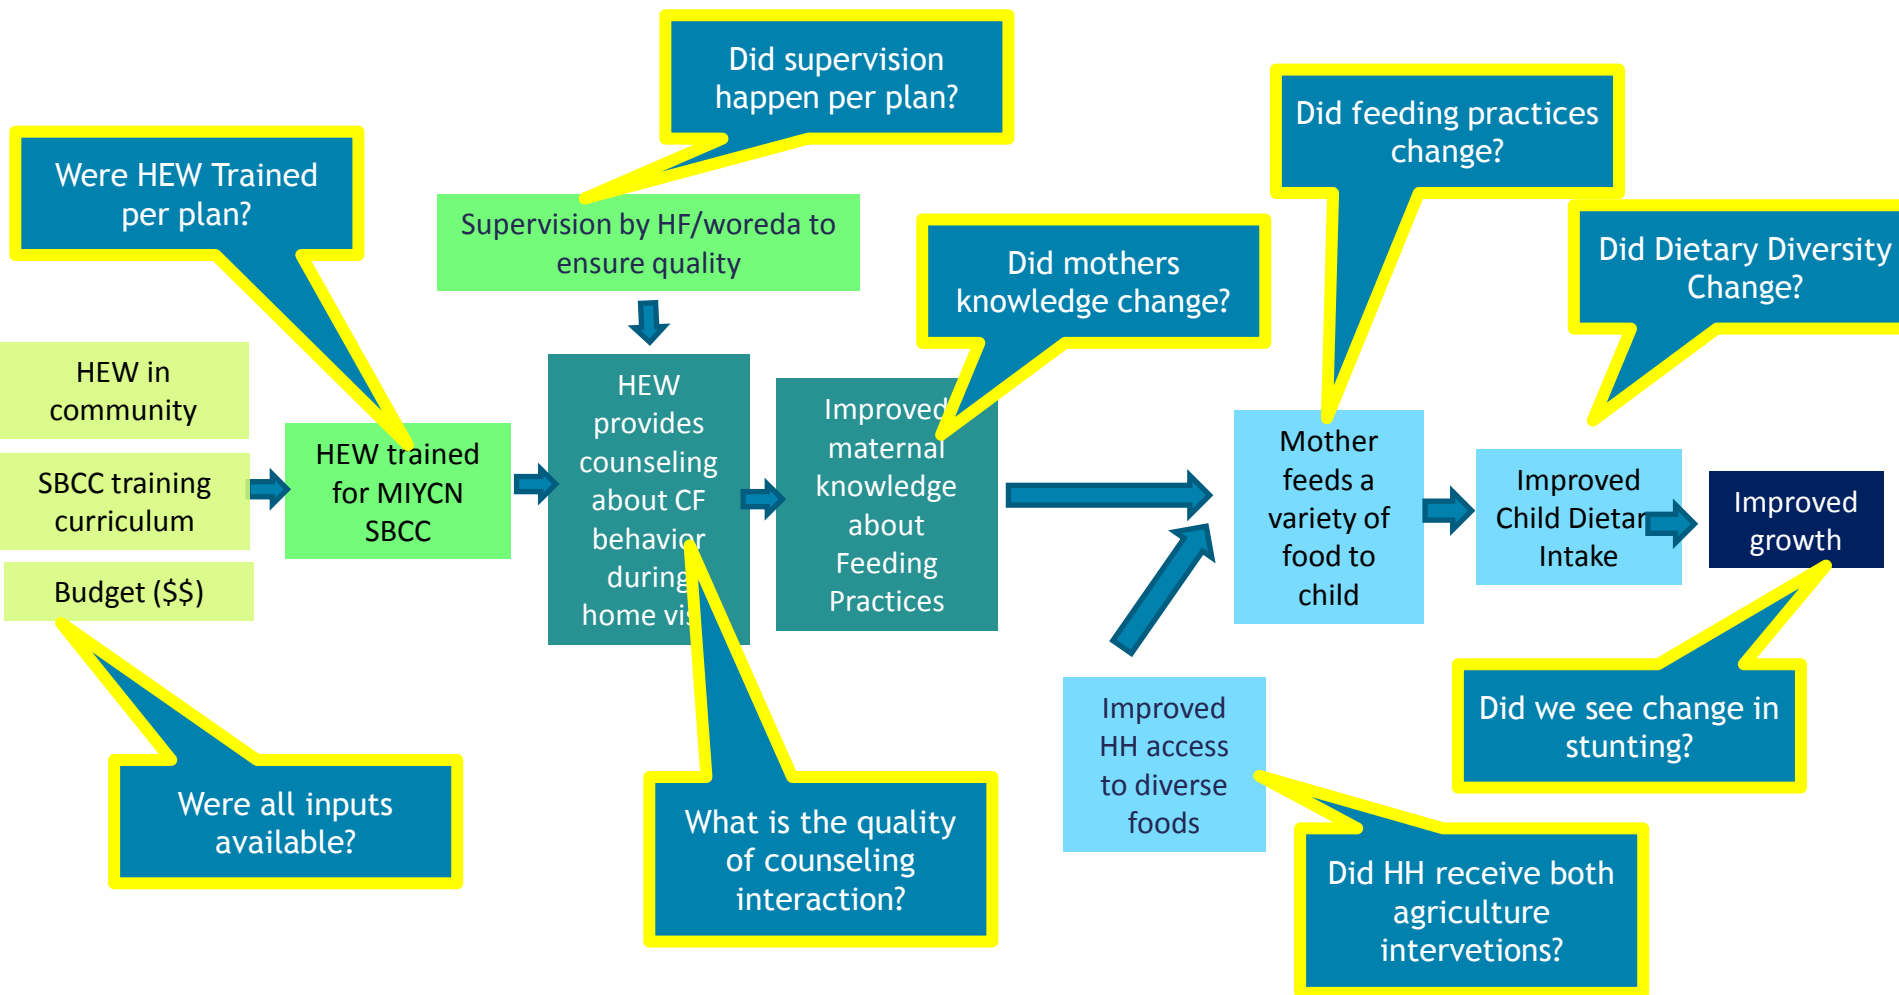 Did supervision
happen per plan?
Did feeding practices
change?
Were HEW Trained
per plan?
Supervision by HF/woreda to
ensure quality
Did mothers
knowledge change?
Did Dietary Diversity
Change?
HEW in
community
SBCC training
curriculum
Budget ($$)
HEW trained
for MIYCN
SBCC
HEW
provides
counseling
about CF
behavior
during
home vis
Improved
maternal
knowledge
about
Feeding
Practices
Mother
feeds a
variety of
food to
child
Improved
Child Dietar
Intake
Improved
growth
Improved
HH access
to diverse
foods
Were all inputs
available?
What is the quality
of counseling
interaction?
Did we see change in
stunting?
Did HH receive both
agriculture
intervetions?